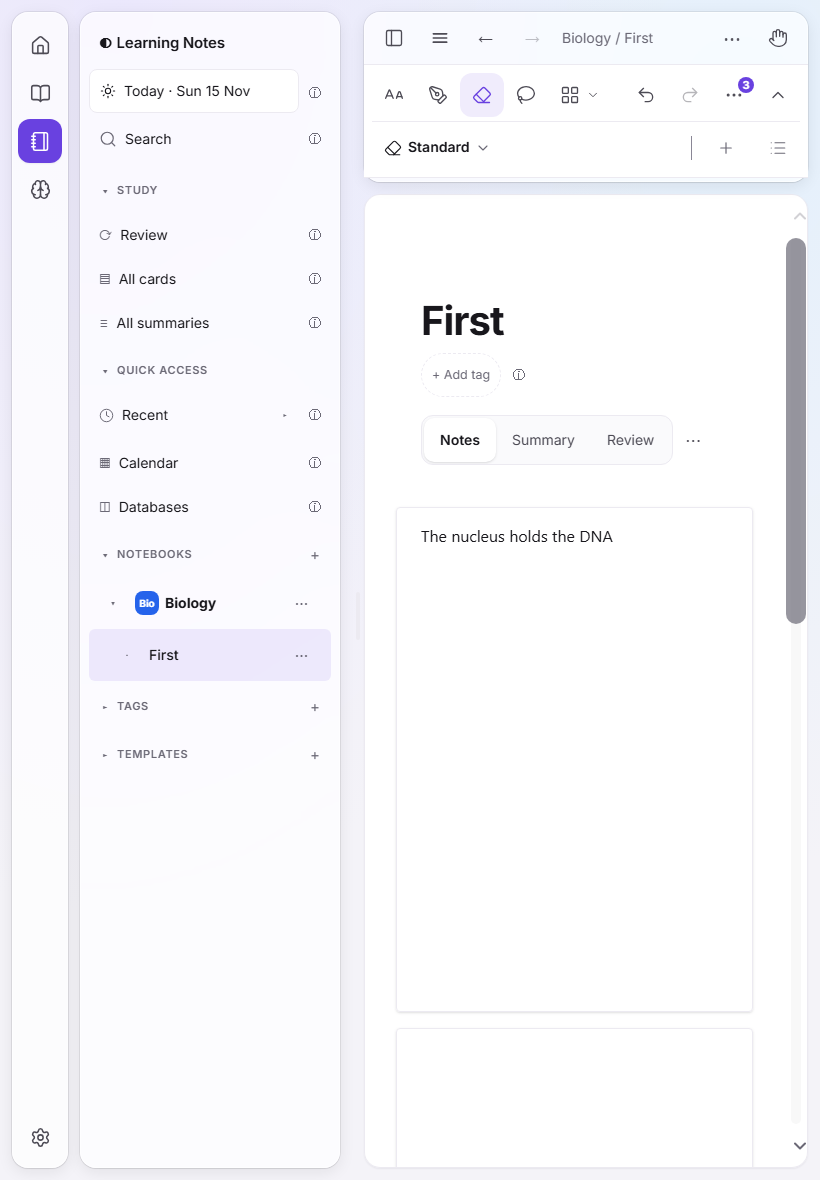 Learning Notes
Today · Sun 15 Nov
Search
STUDY
Review
All cards
All summaries
QUICK ACCESS
Recent
Calendar
Databases
NOTEBOOKS
+
Bio Biology
First
TAGS
+
TEMPLATES
+
Biology / First
AA
3
Standard
First
+ Add tag
Notes Summary Review
The nucleus holds the DNA